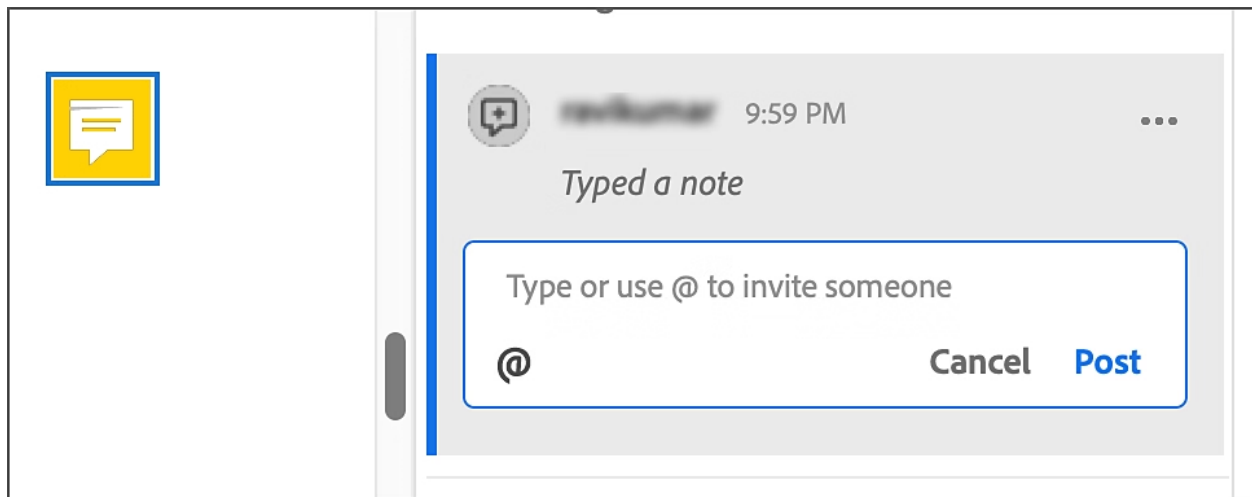 9:59 PM
Typed a note
Type or use @ to invite someone
@ Cancel Post